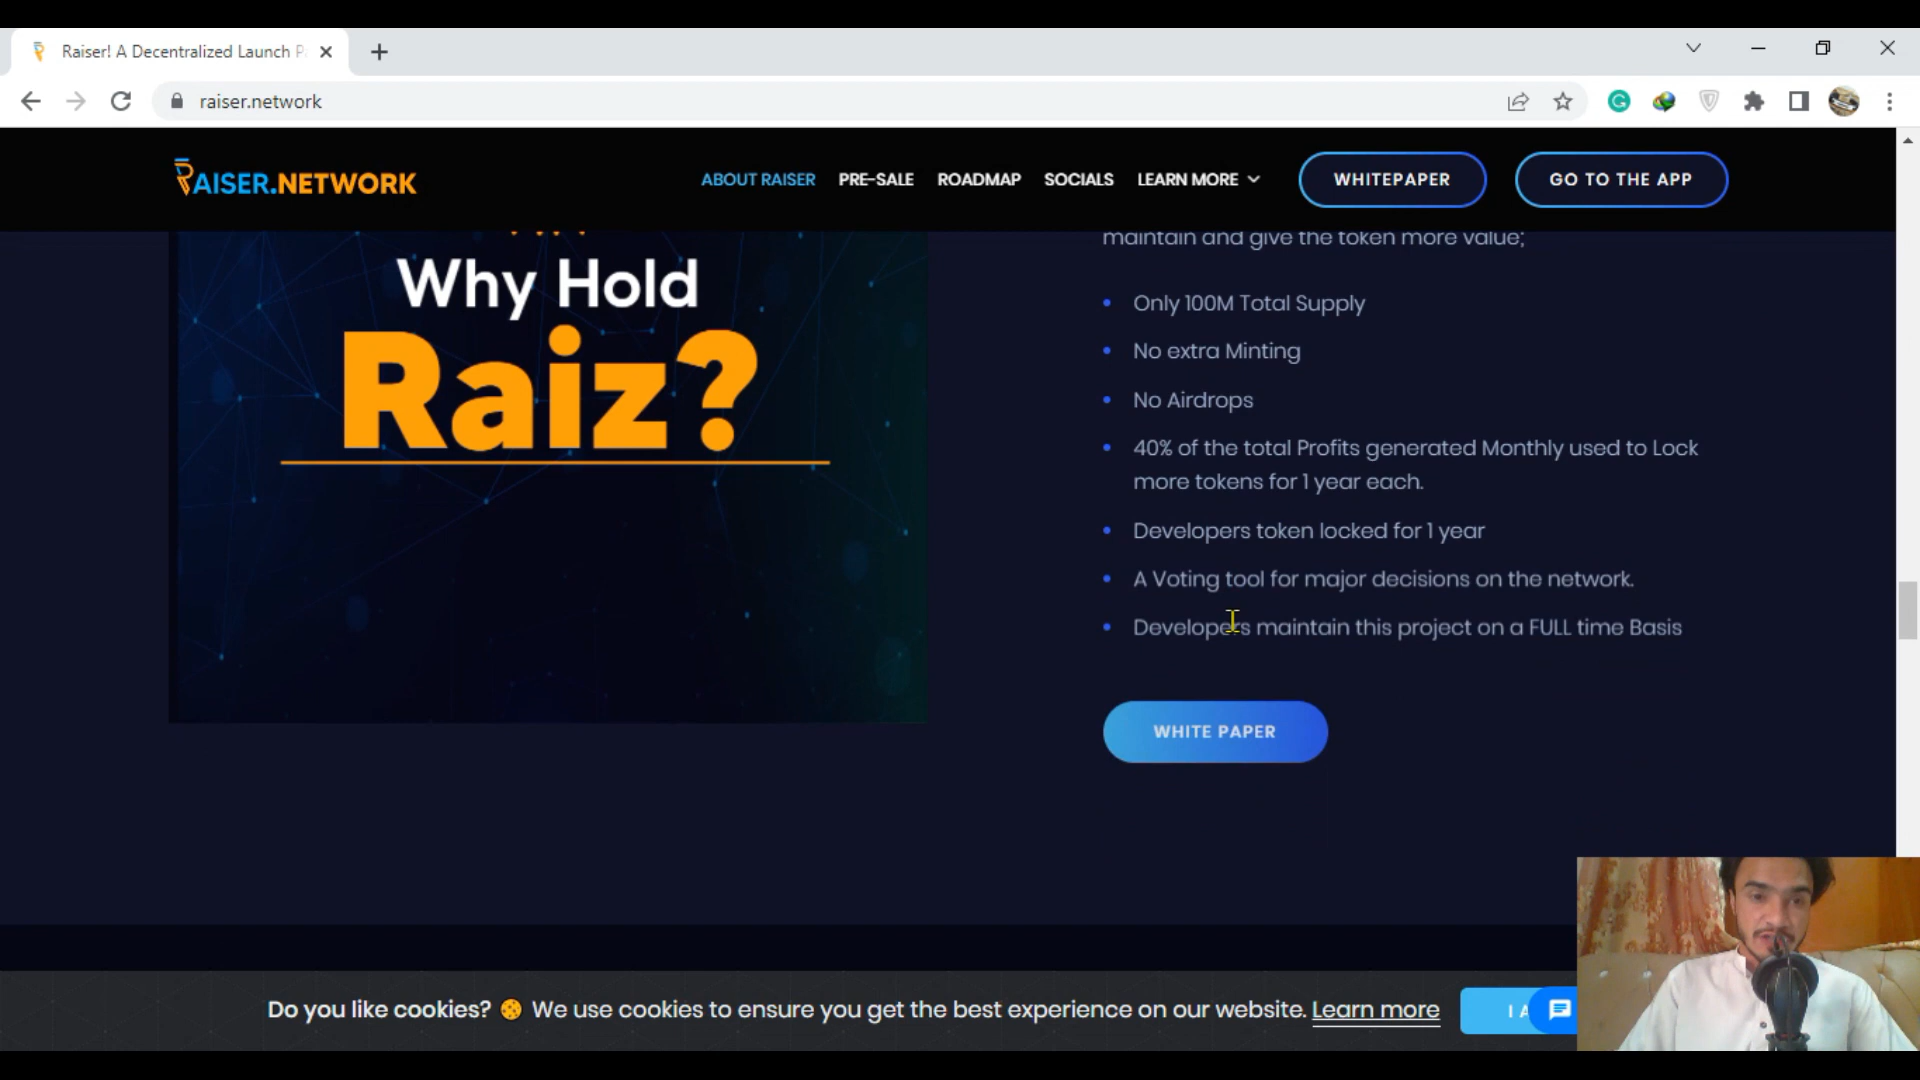 Raiser! A Decentralized Launch P
raiser.network
RAISER.NETWORK
ABOUT RAISER
PRE-SALE
ROADMAP
SOCIALS
LEARN MORE
WHITEPAPER
GO TO THE APP
Why Hold
Raiz?
maintain and give the token more value;
Only 100M Total Supply
No extra Minting
No Airdrops
40% of the total Profits generated Monthly used to Lock
more tokens for 1 year each.
Developers token locked for 1 year
A Voting tool for major decisions on the network.
Developers maintain this project on a FULL time Basis
WHITE PAPER
Do you like cookies? 🍪 We use cookies to ensure you get the best experience on our website. Learn more
I A